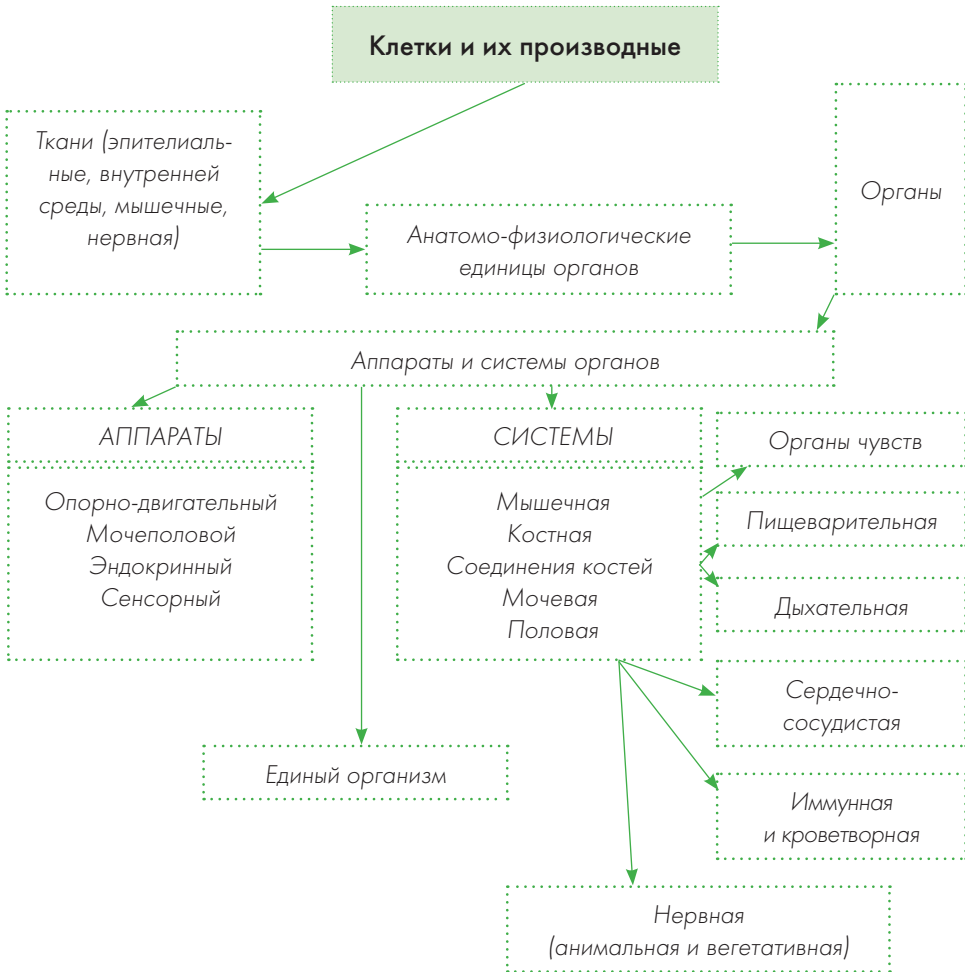 Клетки и их производные
Ткани (эпителиаль-
ные, внутренней
среды, мышечные,
нервная)
Анатомо-физиологические
единицы органов
Органы
Аппараты и системы органов
АППАРАТЫ
Опорно-двигательный
Мочеполовой
Эндокринный
Сенсорный
СИСТЕМЫ
Мышечная
Костная
Соединения костей
Мочевая
Половая
Органы чувств
Пищеварительная
Дыхательная
Сердечно-
сосудистая
Иммунная
и кроветворная
Единый организм
Нервная
(анимальная и вегетативная)